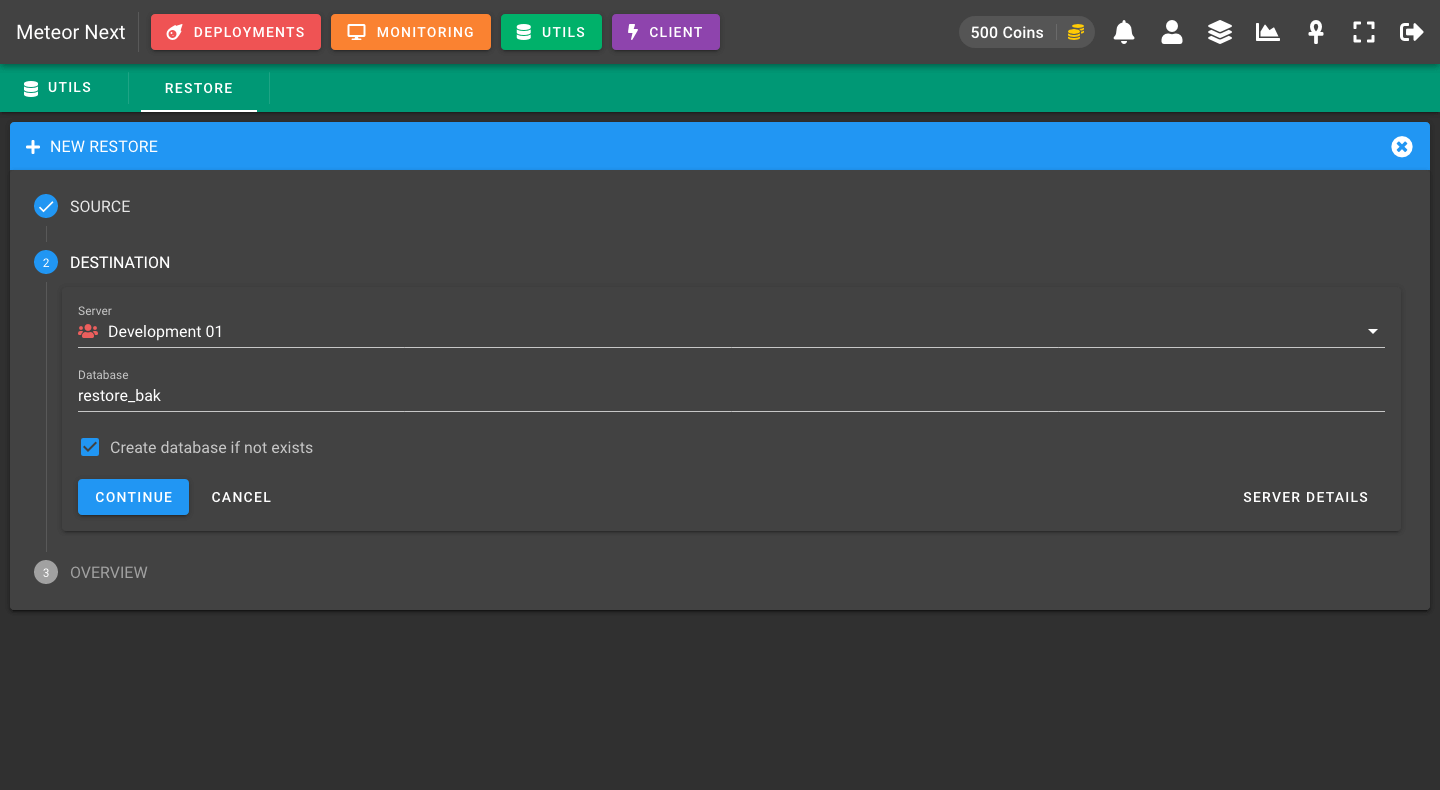 Meteor Next
DEPLOYMENTS
MONITORING
UTILS
CLIENT
500 Coins
UTILS
RESTORE
NEW RESTORE
SOURCE
2
DESTINATION
Server
Development 01
Database
restore_bak
Create database if not exists
CONTINUE
CANCEL
SERVER DETAILS
3
OVERVIEW